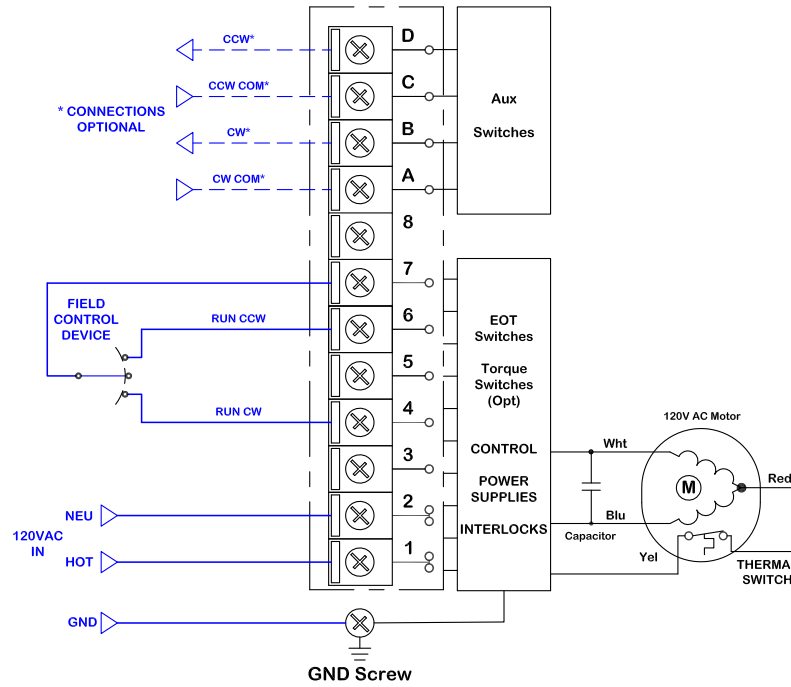 CCW*
D
CCW COM*
C
* CONNECTIONS
OPTIONAL
CW*
B
CW COM*
A
Aux
Switches
8
7
FIELD
CONTROL
DEVICE
RUN CCW
6
5
RUN CW
4
3
NEU
2
120VAC
IN
HOT
1
GND
GND Screw
EOT
Switches
Torque
Switches
(Opt)
CONTROL
POWER
SUPPLIES
INTERLOCKS
120V AC Motor
Wht
Red
M
Blu
Capacitor
Yel
THERMA
SWITCH